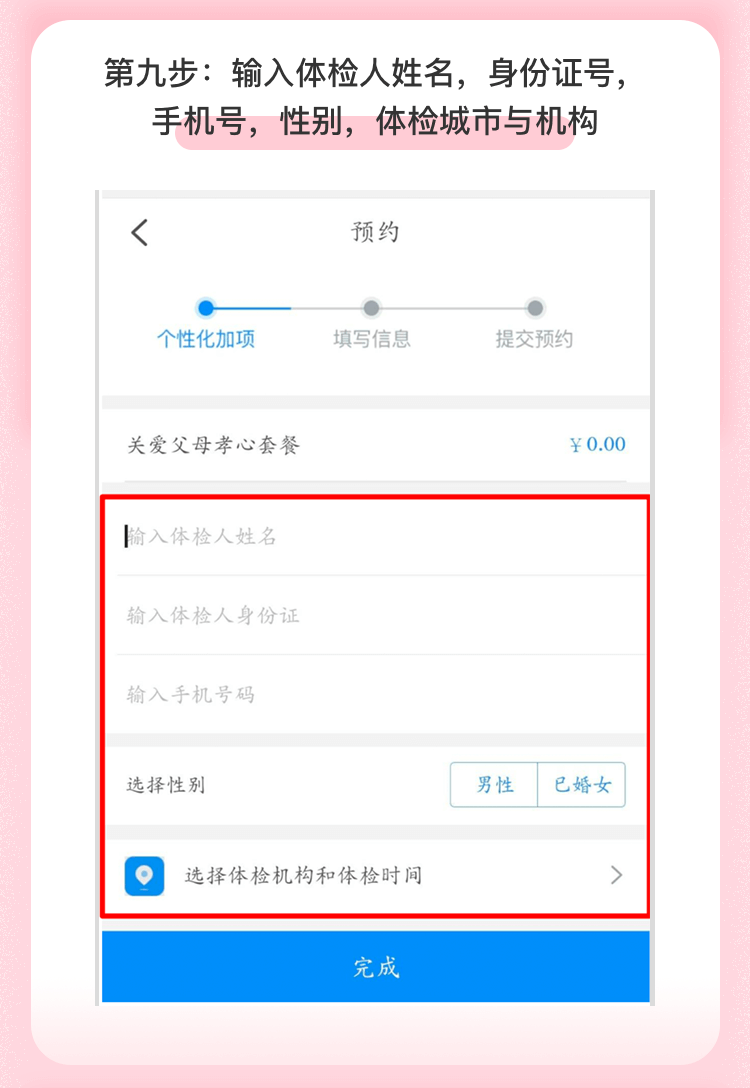 第九步：输入体检人姓名，身份证号，
手机号，性别，体检城市与机构
预约
个性化加项
填写信息
提交预约
关爱父母孝心套餐
¥0.00
输入体检人姓名
输入体检人身份证
输入手机号码
选择性别
男性
已婚女
选择体检机构和体检时间
完成